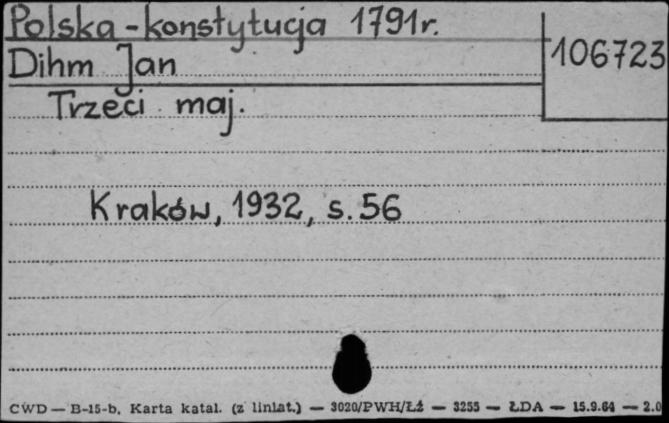 Polska - konstytucja 1791r.
106723
Dihm Jan
Trzeci maj.
Kraków, 1932, s. 56
CWD — B-15-b, Karta katal. (z liniat.) — 3020/PWH/ŁŻ — 3255 — ŁDA — 15.9.64 — 2.0